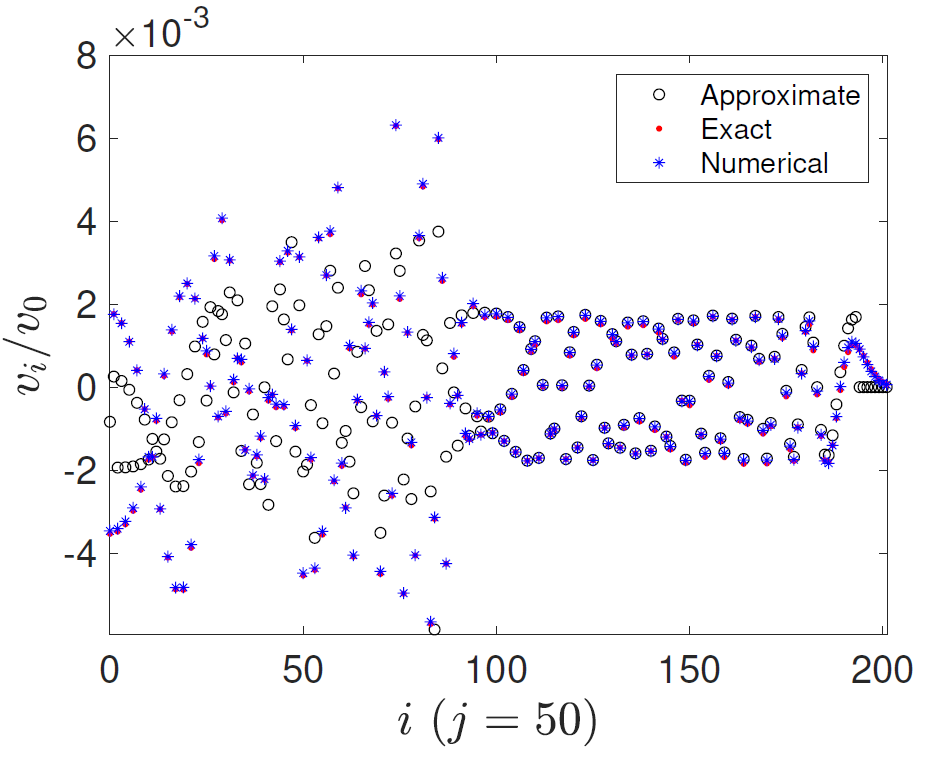 ×10⁻³
8
6
4
2
0
-2
-4
v_i/v_0
Approximate
Exact
Numerical
0 50 100 150 200
i (j = 50)